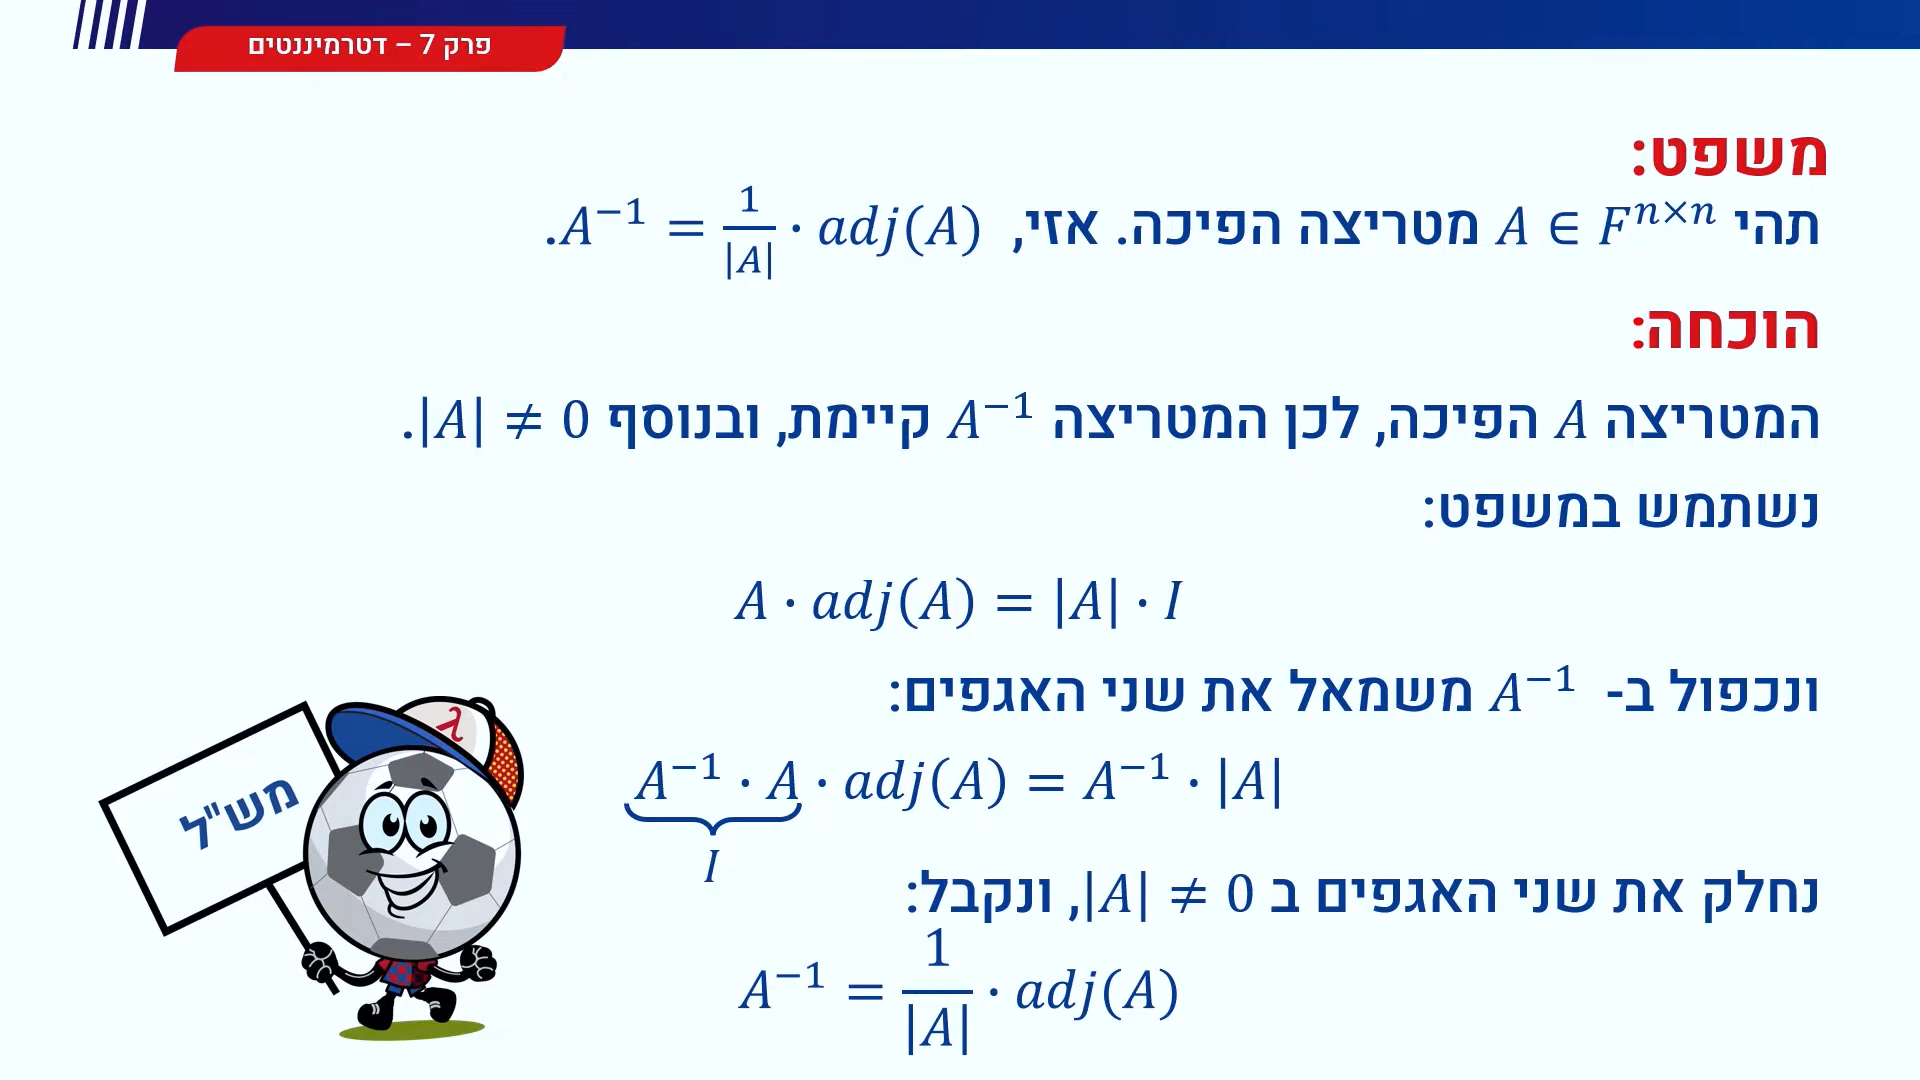 פרק 7 – דטרמיננטים
משפט:
תהי A ∈ F^{n×n} מטריצה הפיכה. אזי, A^{−1} = \frac{1}{|A|} · adj(A).
הוכחה:
המטריצה A הפיכה, לכן המטריצה A^{−1} קיימת, ובנוסף |A| ≠ 0.
נשתמש במשפט:
A · adj(A) = |A| · I
ונכפול ב- A^{−1} משמאל את שני האגפים:
A^{−1} · A · adj(A) = A^{−1} · |A|
I
נחלק את שני האגפים ב |A| ≠ 0, ונקבל:
A^{−1} = \frac{1}{|A|} · adj(A)
λ
מש"ל